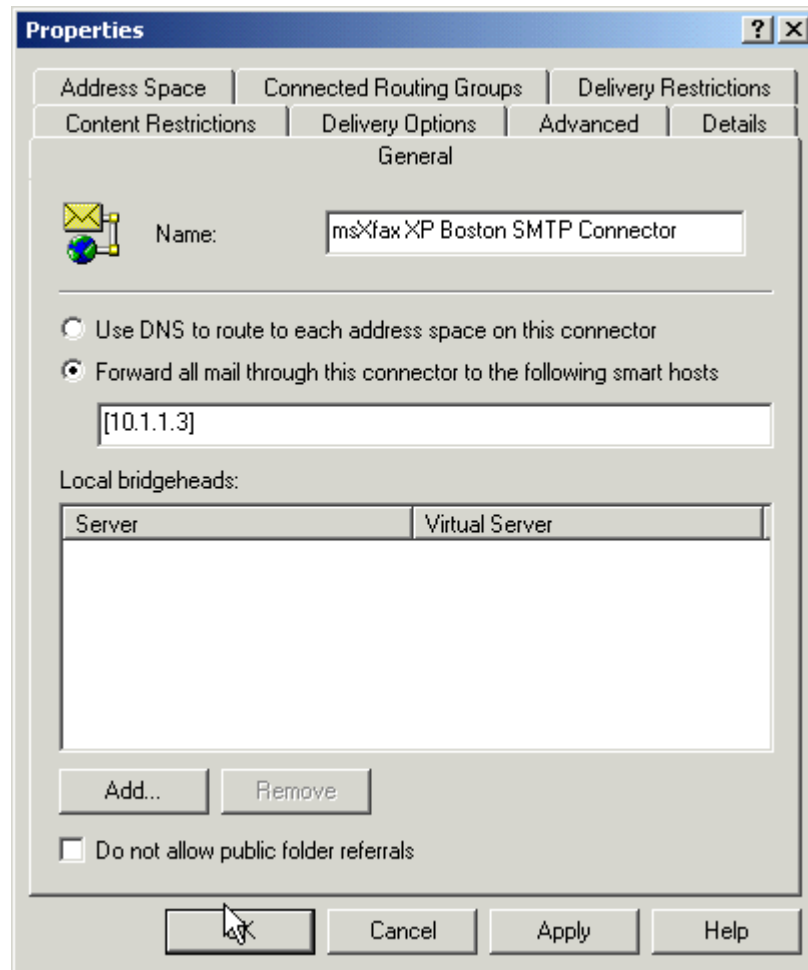 Properties
Address Space Connected Routing Groups Delivery Restrictions
Content Restrictions Delivery Options Advanced Details
General
Name: msXfax XP Boston SMTP Connector
Use DNS to route to each address space on this connector
Forward all mail through this connector to the following smart hosts
[10.1.1.3]
Local bridgeheads:
Server Virtual Server
Add... Remove
Do not allow public folder referrals
Cancel Apply Help